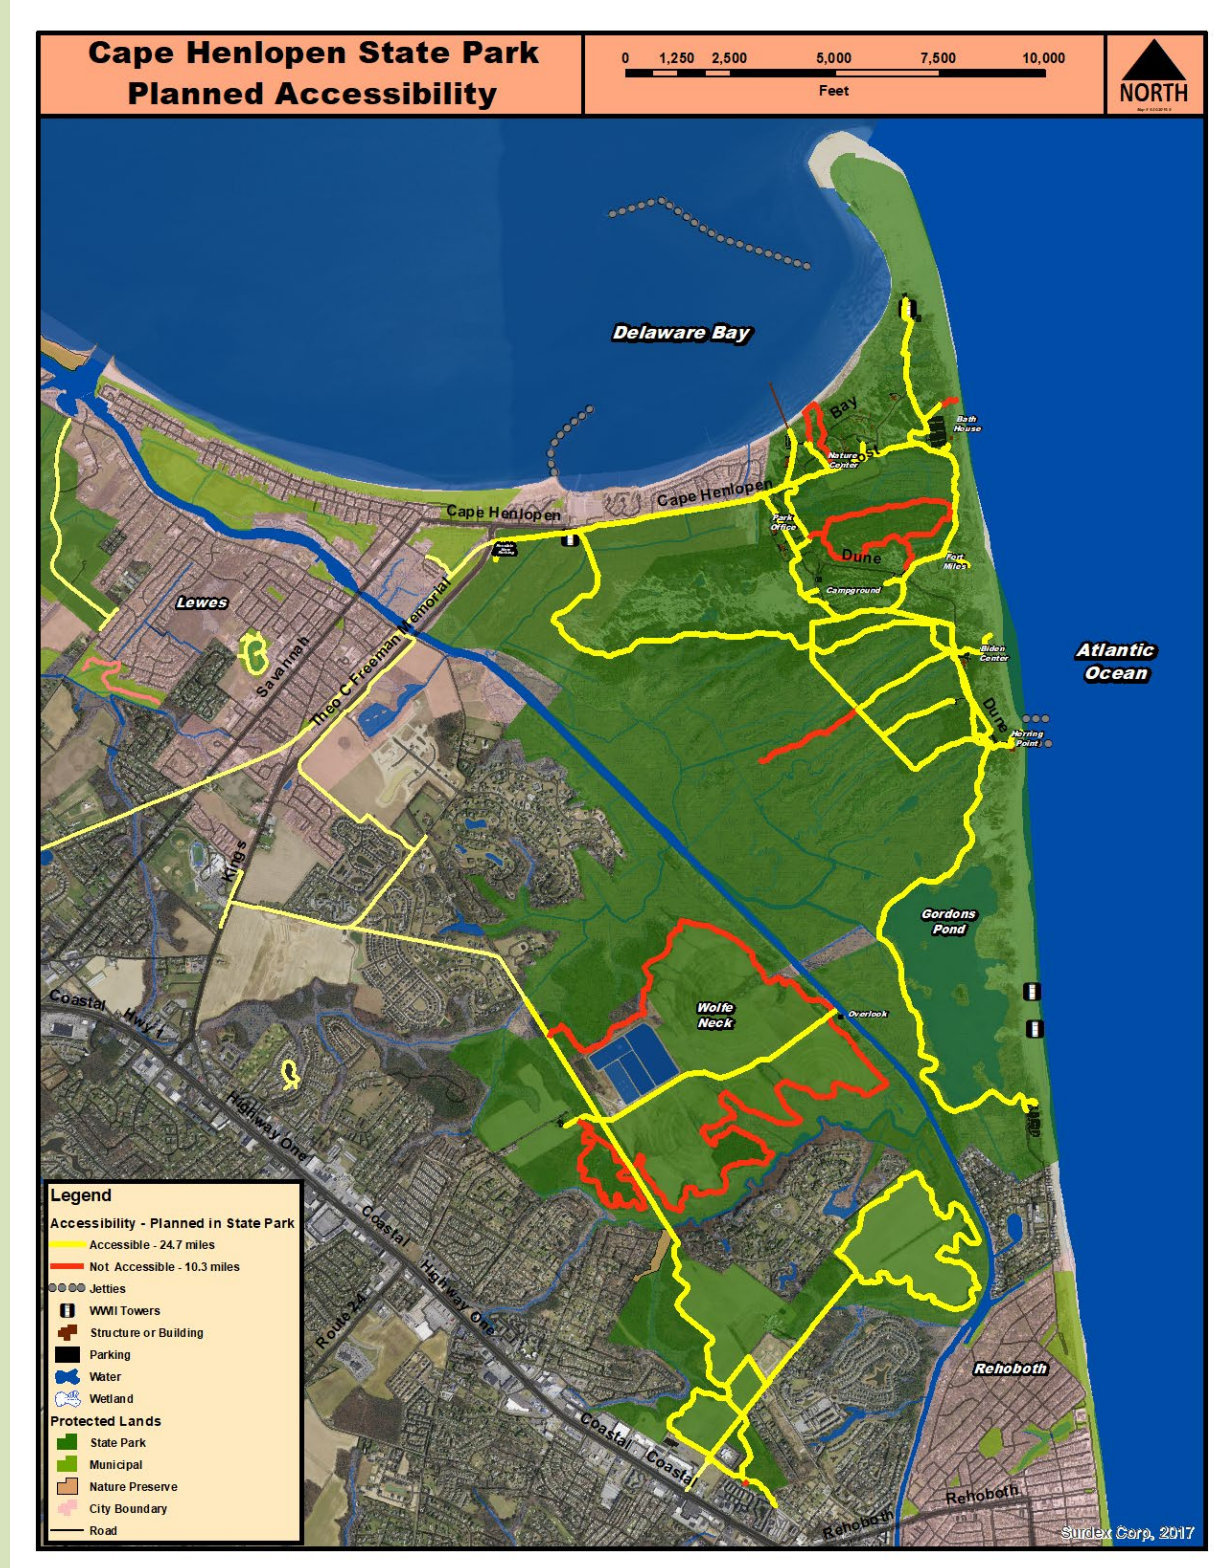 Cape Henlopen State Park
Planned Accessibility
0 1,250 2,500 5,000 7,500 10,000
Feet
NORTH
Delaware Bay
Bay
Bath
House
Nature
Center
Cape Henlopen
Cape Henlopen
Park
Office
Dune
Fort
Miles
Campground
Lewes
Savannah
Theo C Freeman Memorial
Biden
Center
Atlantic
Ocean
Dune
Herring
Point
Kings
Gordons
Pond
Coastal
Hwy 1
Wolfe
Neck
Overlook
Highway One
Coastal
Highway One
Route 24
Rehoboth
Coastal
Coastal
Rehoboth
Rehoboth
Legend
Accessibility - Planned in State Park
Accessible - 24.7 miles
Not Accessible - 10.3 miles
Jetties
WWII Towers
Structure or Building
Parking
Water
Wetland
Protected Lands
State Park
Municipal
Nature Preserve
City Boundary
Road
Surdex Corp, 2017